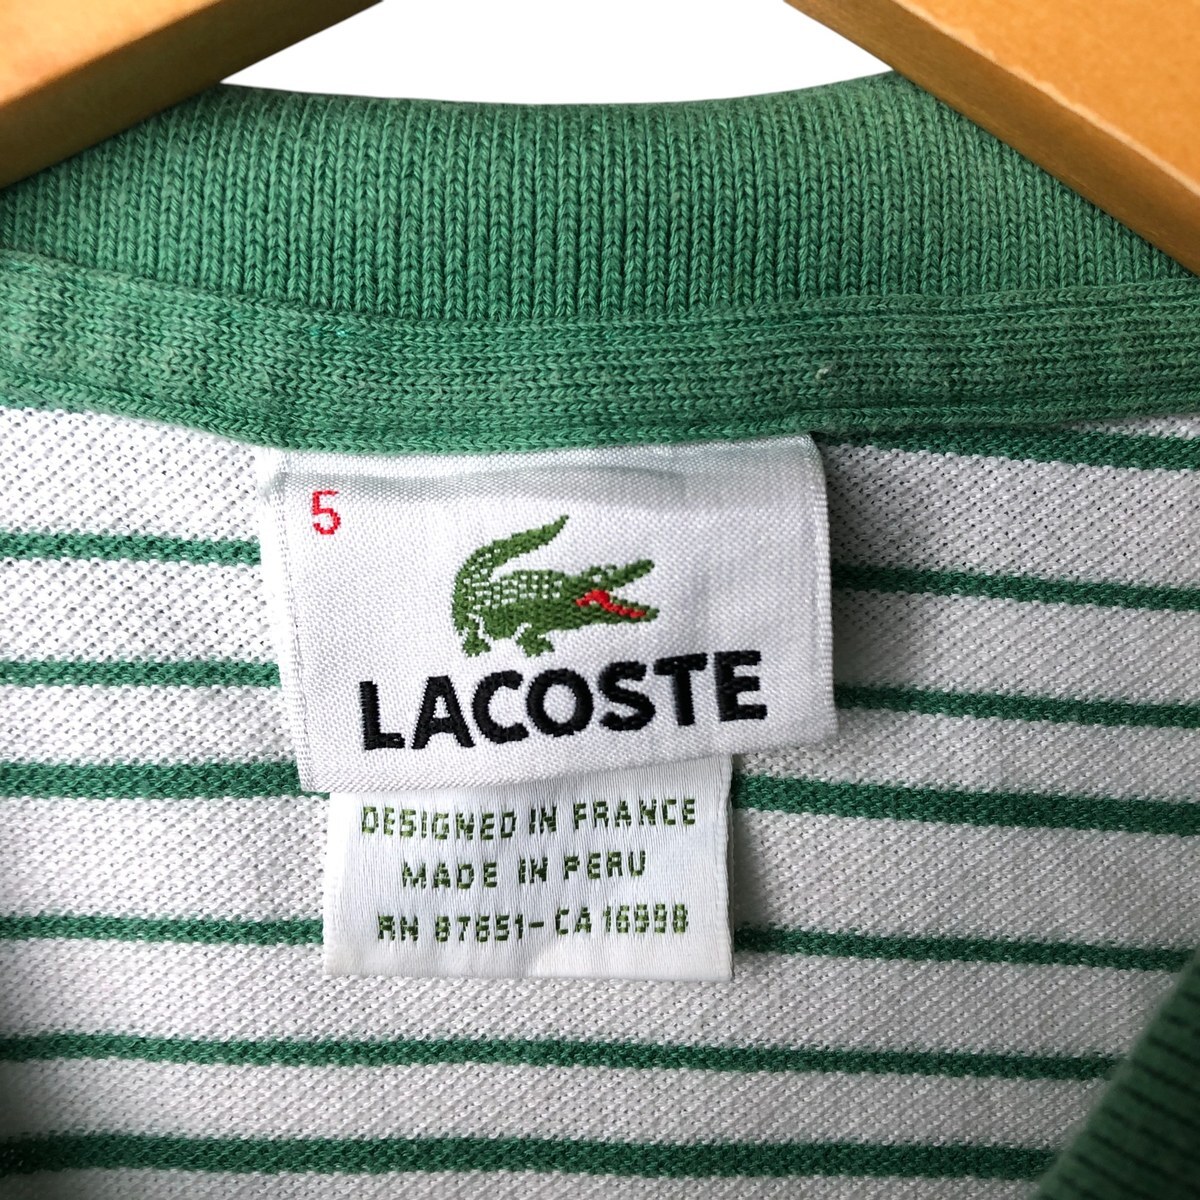 5
LACOSTE
DESIGNED IN FRANCE
MADE IN PERU
RN 87651-CA 16998